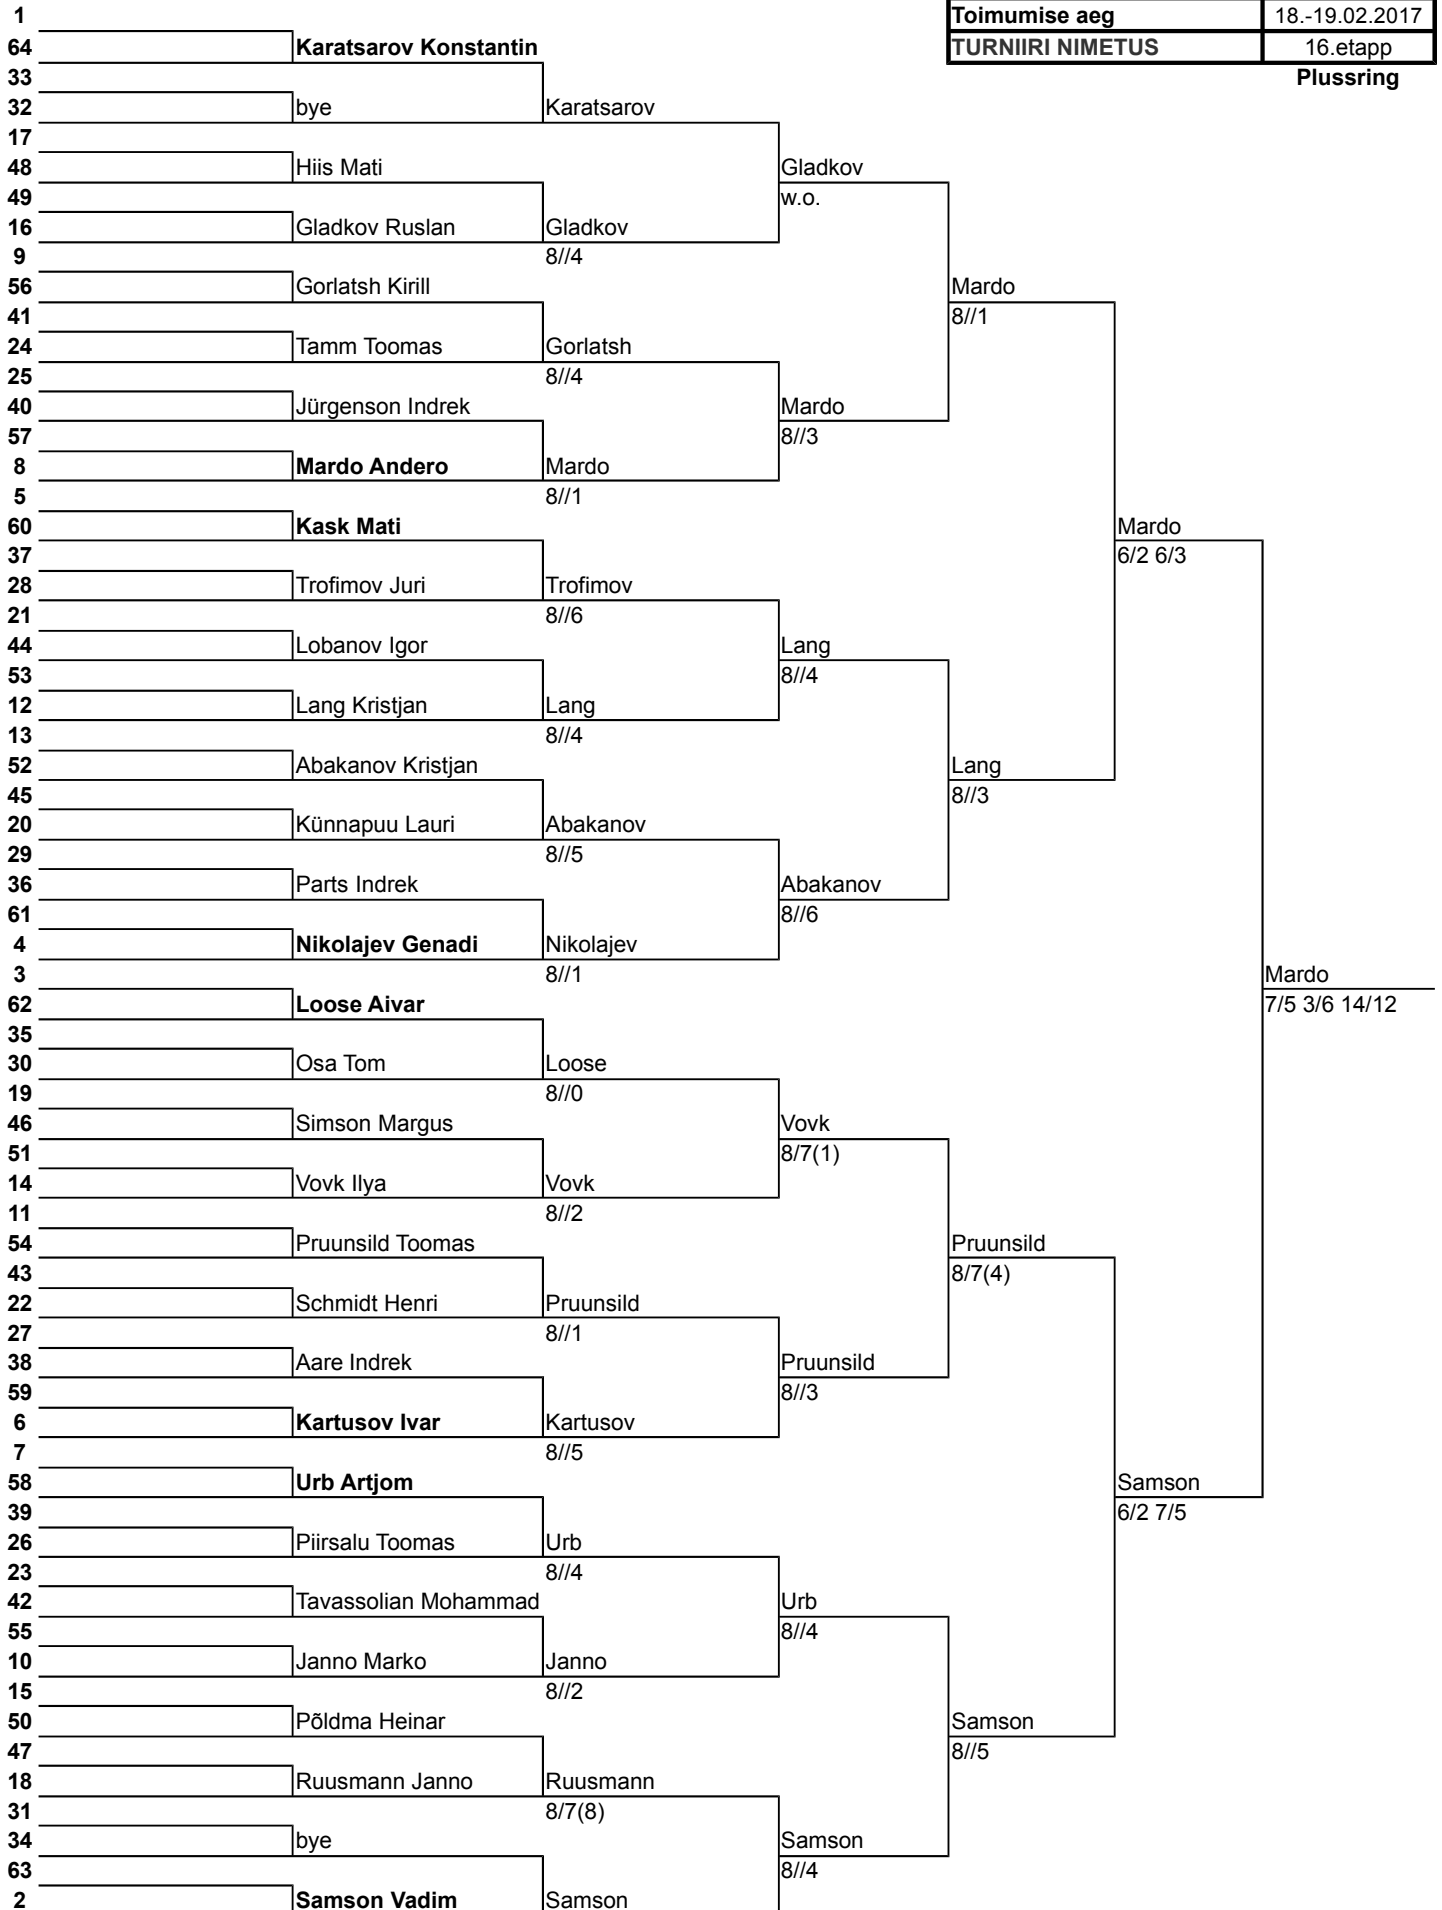 1
Toimumise aeg 18.-19.02.2017
64 Karatsarov Konstantin
TURNIIRI NIMETUS 16.etapp
33
Plussring
32 bye Karatsarov
17
48 Hiis Mati Gladkov
49 w.o.
16 Gladkov Ruslan Gladkov
9 8//4
56 Gorlatsh Kirill Mardo
41 8//1
24 Tamm Toomas Gorlatsh
25 8//4
40 Jürgenson Indrek Mardo
57 8//3
8 Mardo Andero Mardo
5 8//1
60 Kask Mati Mardo
37 6/2 6/3
28 Trofimov Juri Trofimov
21 8//6
44 Lobanov Igor Lang
53 8//4
12 Lang Kristjan Lang
13 8//4
52 Abakanov Kristjan Lang
45 8//3
20 Künnapuu Lauri Abakanov
29 8//5
36 Parts Indrek Abakanov
61 8//6
4 Nikolajev Genadi Nikolajev
3 8//1 Mardo
62 Loose Aivar 7/5 3/6 14/12
35
30 Osa Tom Loose
19 8//0
46 Simson Margus Vovk
51 8/7(1)
14 Vovk Ilya Vovk
11 8//2
54 Pruunsild Toomas Pruunsild
43 8/7(4)
22 Schmidt Henri Pruunsild
27 8//1
38 Aare Indrek Pruunsild
59 8//3
6 Kartusov Ivar Kartusov
7 8//5
58 Urb Artjom Samson
39 6/2 7/5
26 Piirsalu Toomas Urb
23 8//4
42 Tavassolian Mohammad Urb
55 8//4
10 Janno Marko Janno
15 8//2
50 Põldma Heinar Samson
47 8//5
18 Ruusmann Janno Ruusmann
31 8/7(8)
34 bye Samson
63 8//4
2 Samson Vadim Samson